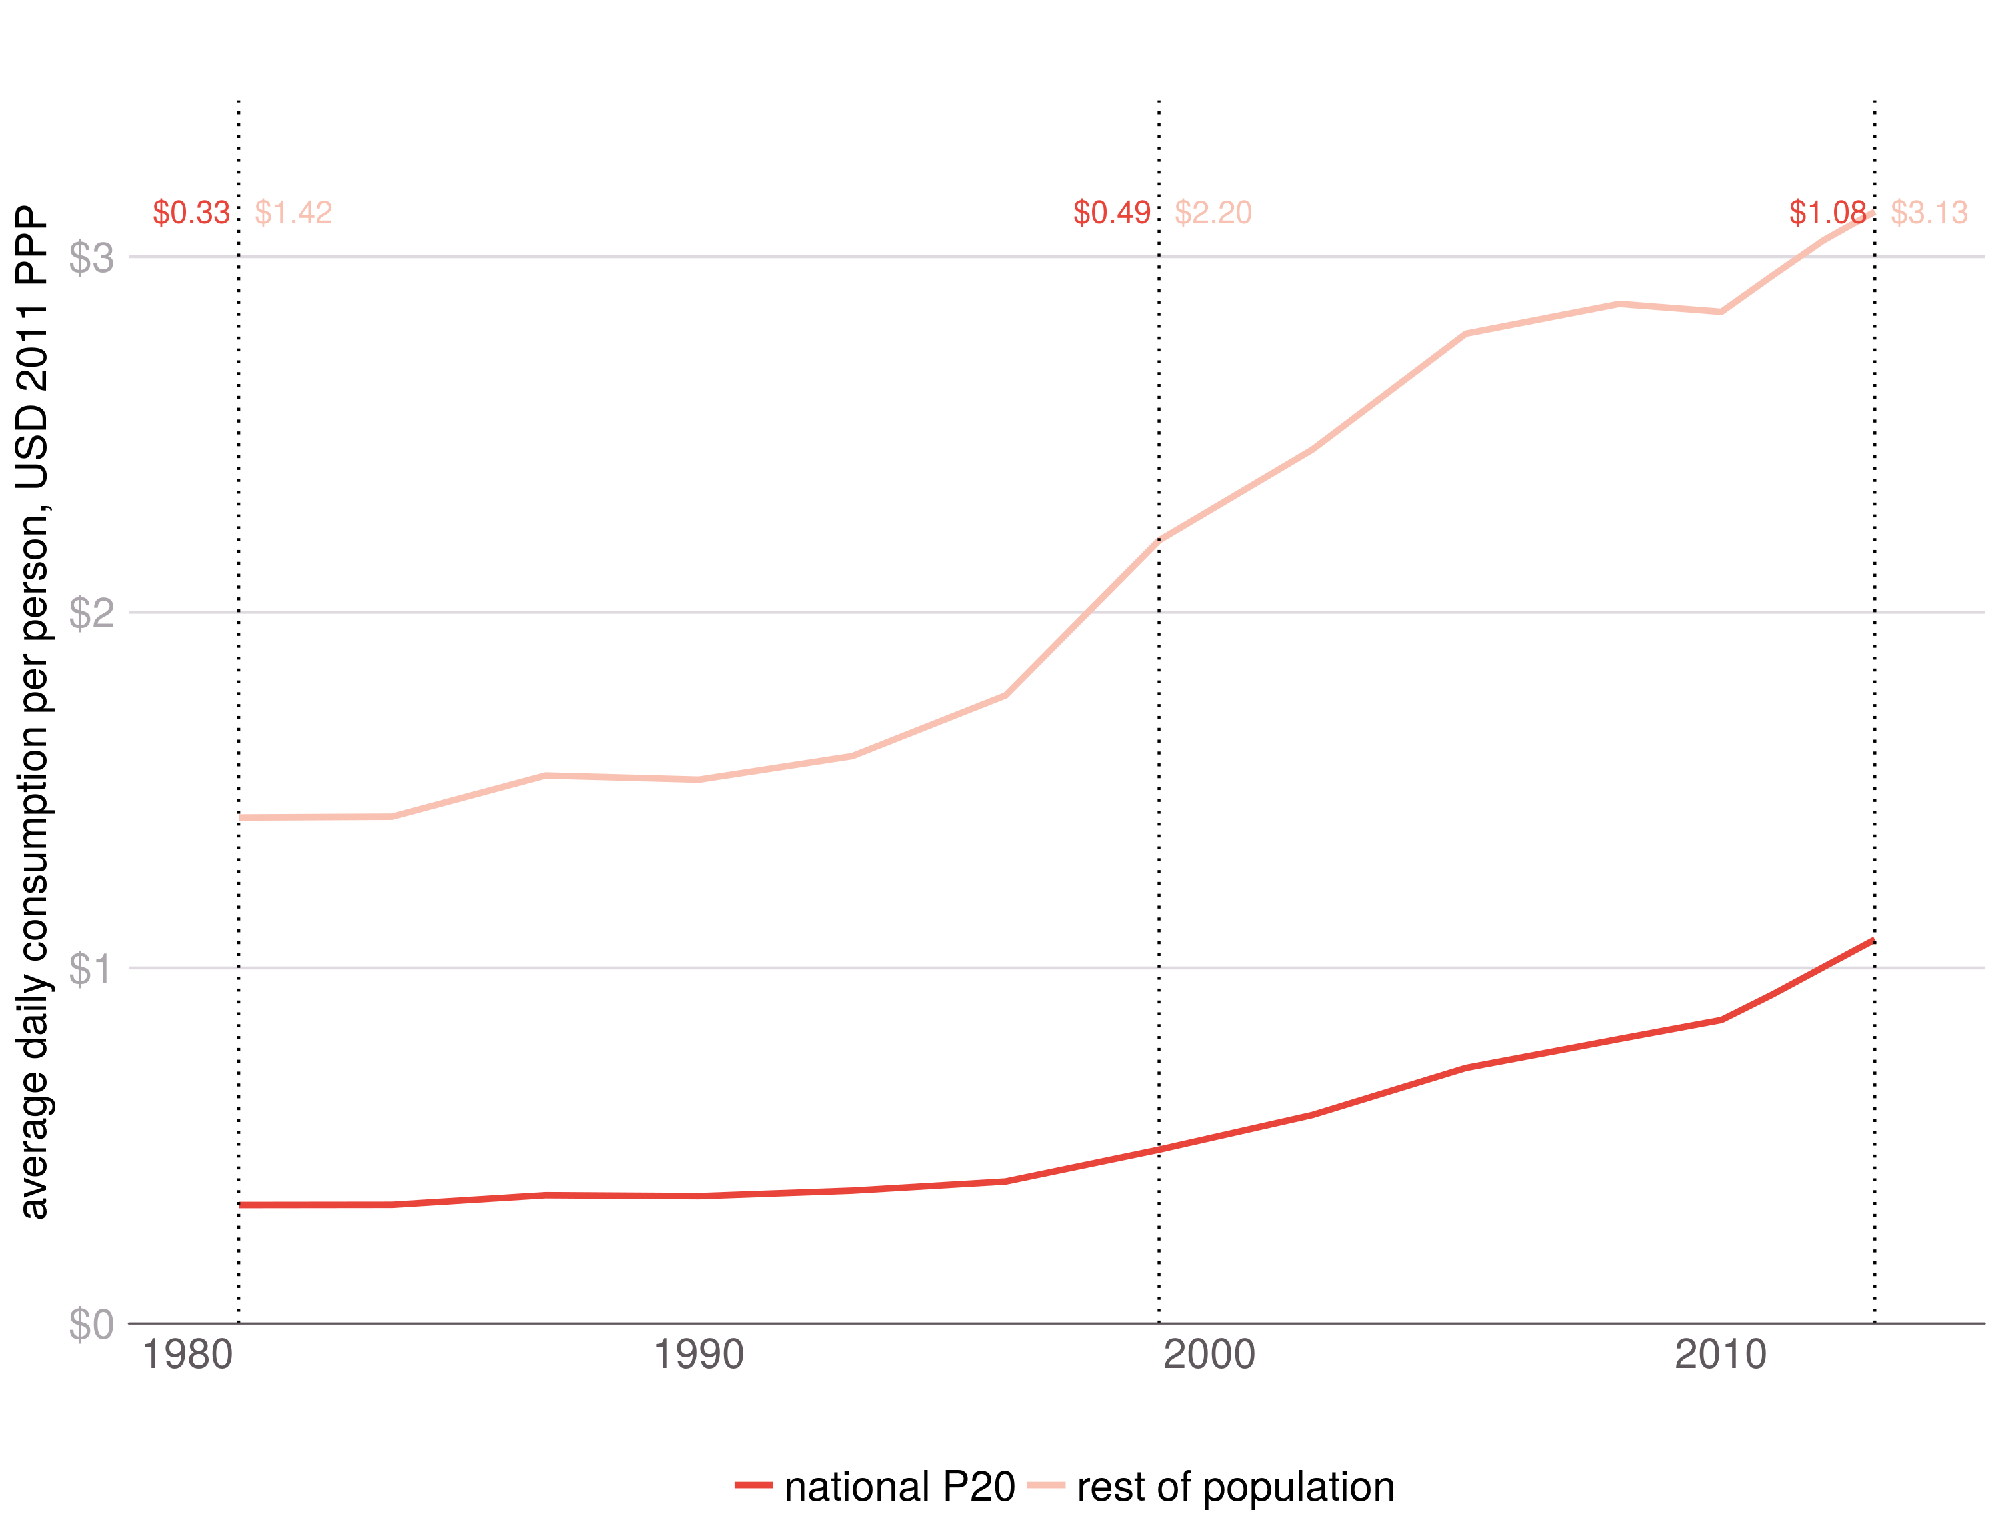 $0.33 $1.42 $0.49 $2.20 $1.08 $3.13
average daily consumption per person, USD 2011 PPP
$3
$2
$1
$0
1980 1990 2000 2010
national P20 rest of population